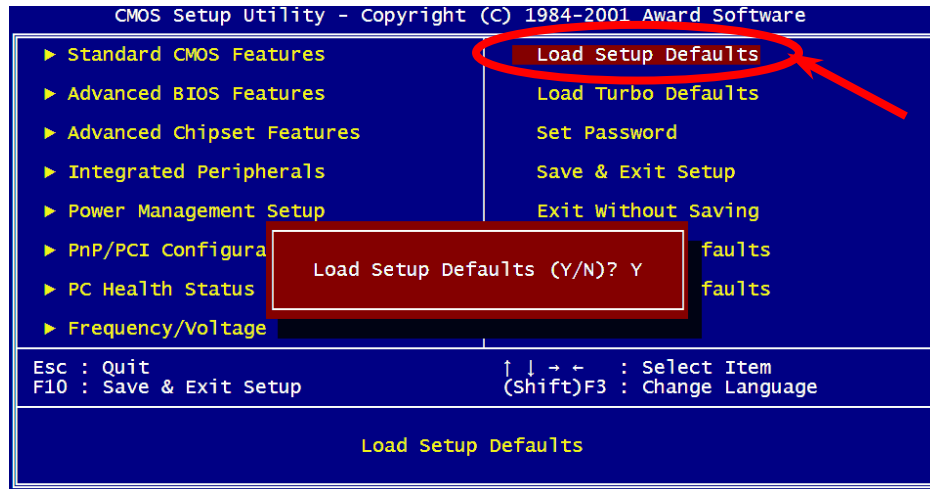 CMOS Setup Utility - Copyright (C) 1984-2001 Award Software
► Standard CMOS Features
► Advanced BIOS Features
► Advanced Chipset Features
► Integrated Peripherals
► Power Management Setup
► PnP/PCI Configura
► PC Health Status
► Frequency/Voltage
Load Setup Defaults
Load Turbo Defaults
Set Password
Save & Exit Setup
Exit Without Saving
faults
faults
Load Setup Defaults (Y/N)? Y
Esc : Quit
F10 : Save & Exit Setup
↑ ↓ → ← : Select Item
(Shift)F3 : Change Language
Load Setup Defaults